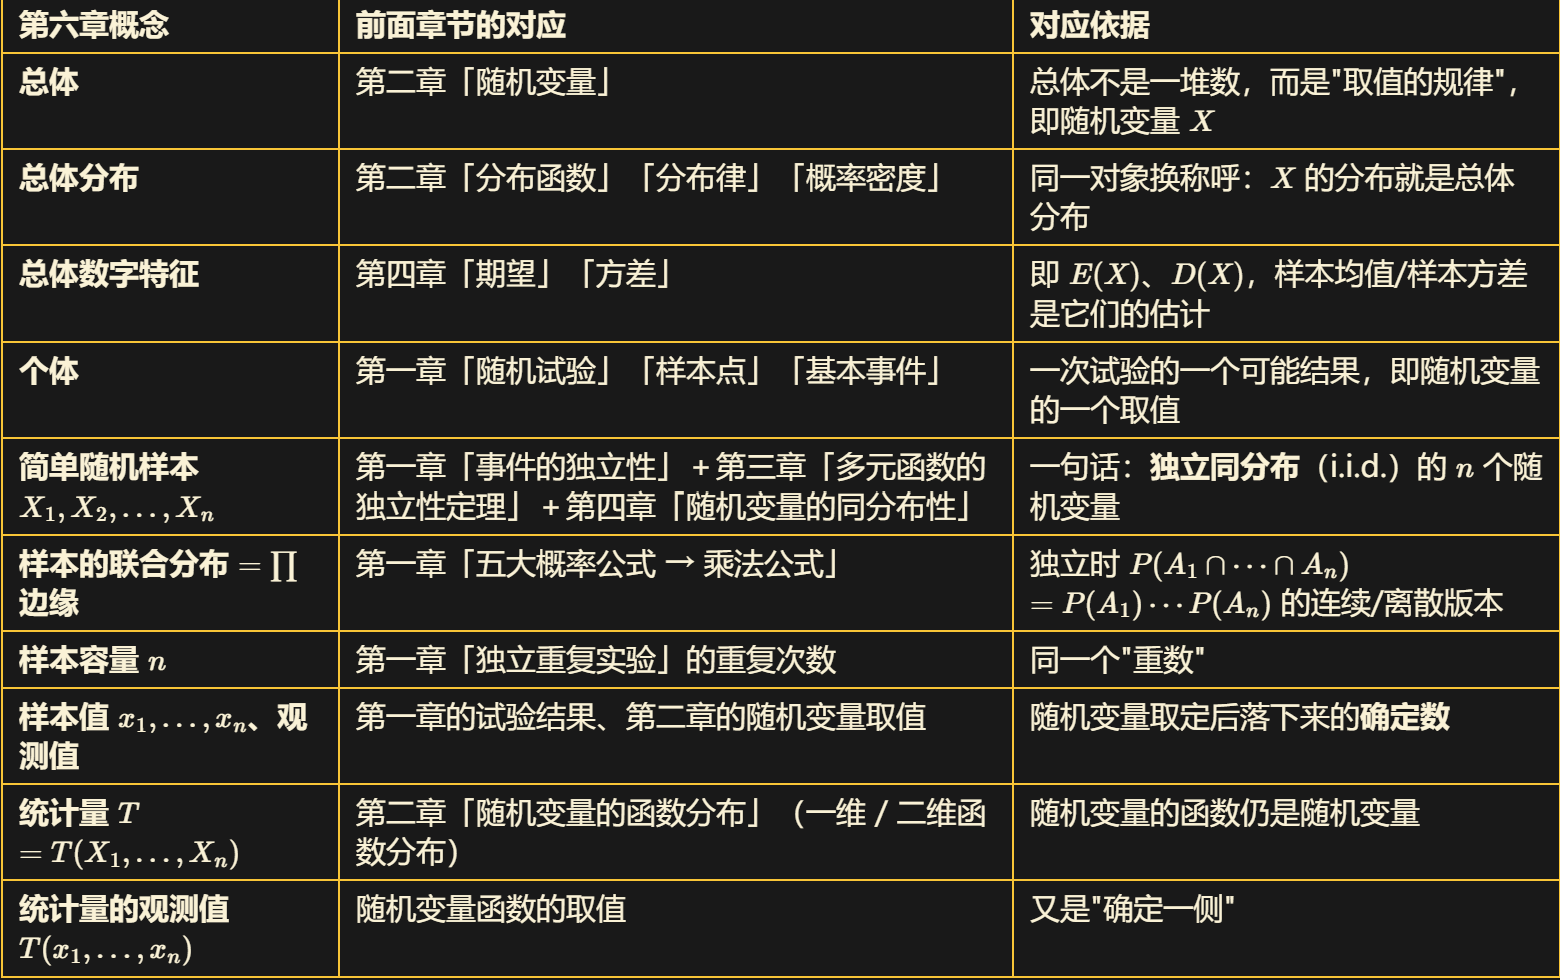 第六章概念 前面章节的对应 对应依据
总体 第二章「随机变量」 总体不是一堆数，而是"取值的规律"，
即随机变量 X
总体分布 第二章「分布函数」「分布律」「概率密度」 同一对象换称呼：X 的分布就是总体
分布
总体数字特征 第四章「期望」「方差」 即 E(X)、D(X)，样本均值/样本方差
是它们的估计
个体 第一章「随机试验」「样本点」「基本事件」 一次试验的一个可能结果，即随机变量
的一个取值
简单随机样本 第一章「事件的独立性」+ 第三章「多元函数的 一句话：独立同分布（i.i.d.）的 n 个随
X₁, X₂, ..., Xₙ 独立性定理」+ 第四章「随机变量的同分布性」 机变量
样本的联合分布 = ∏ 第一章「五大概率公式 → 乘法公式」 独立时 P(A₁ ∩ ⋯ ∩ Aₙ)
边缘 = P(A₁) ⋯ P(Aₙ) 的连续/离散版本
样本容量 n 第一章「独立重复实验」的重复次数 同一个"重数"
样本值 x₁, ..., xₙ、观 第一章的试验结果、第二章的随机变量取值 随机变量取定后落下来的确定数
测值
统计量 T 第二章「随机变量的函数分布」（一维 / 二维函 随机变量的函数仍是随机变量
= T(X₁, ..., Xₙ) 数分布）
统计量的观测值 随机变量函数的取值 又是"确定一侧"
T(x₁, ..., xₙ)